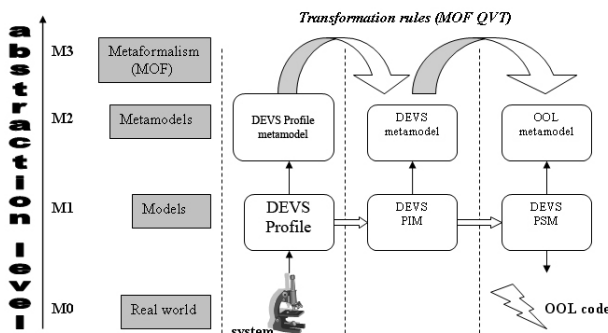 abstraction level
Transformation rules (MOF QVT)
M3
Metaformalism
(MOF)
M2
Metamodels
DEVS Profile
metamodel
DEVS
metamodel
OOL
metamodel
M1
Models
DEVS
Profile
DEVS
PIM
DEVS
PSM
M0
Real world
system
OOL code